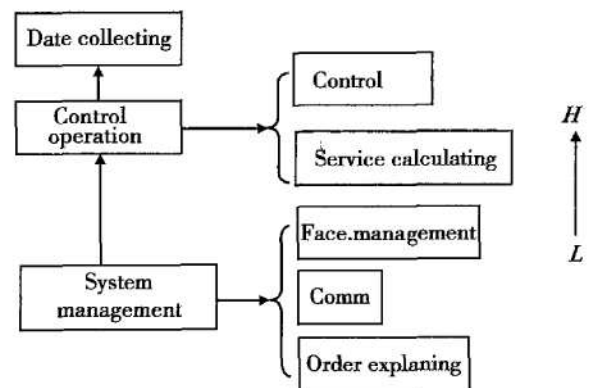 Date collecting
Control
operation
Control
Service calculating
H
L
Face.management
System
management
Comm
Order explaning